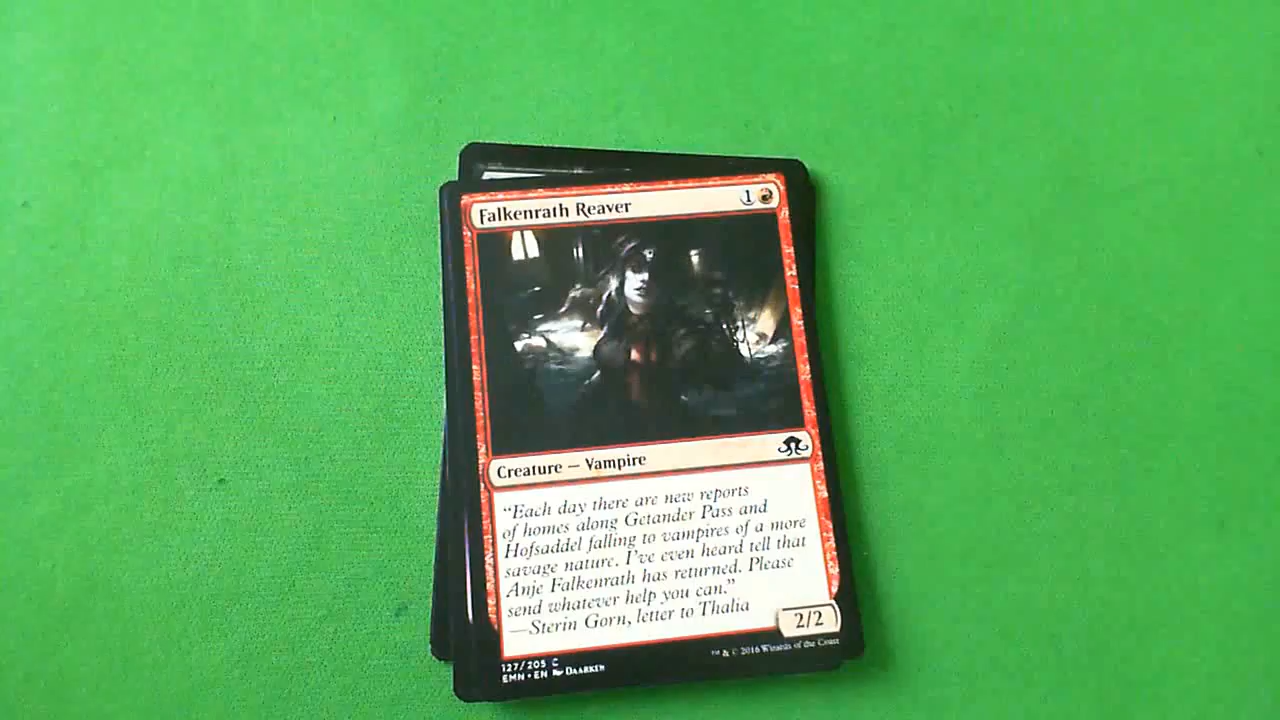 Falkenrath Reaver 1
Creature — Vampire
"Each day there are new reports
of homes along Getander Pass and
Hofsaddel falling to vampires of a more
savage nature. I've even heard tell that
Anje Falkenrath has returned. Please
send whatever help you can."
—Sterin Gorn, letter to Thalia
2/2
127/205 C
EMN • EN DAARKEN
™ & © 2016 Wizards of the Coast